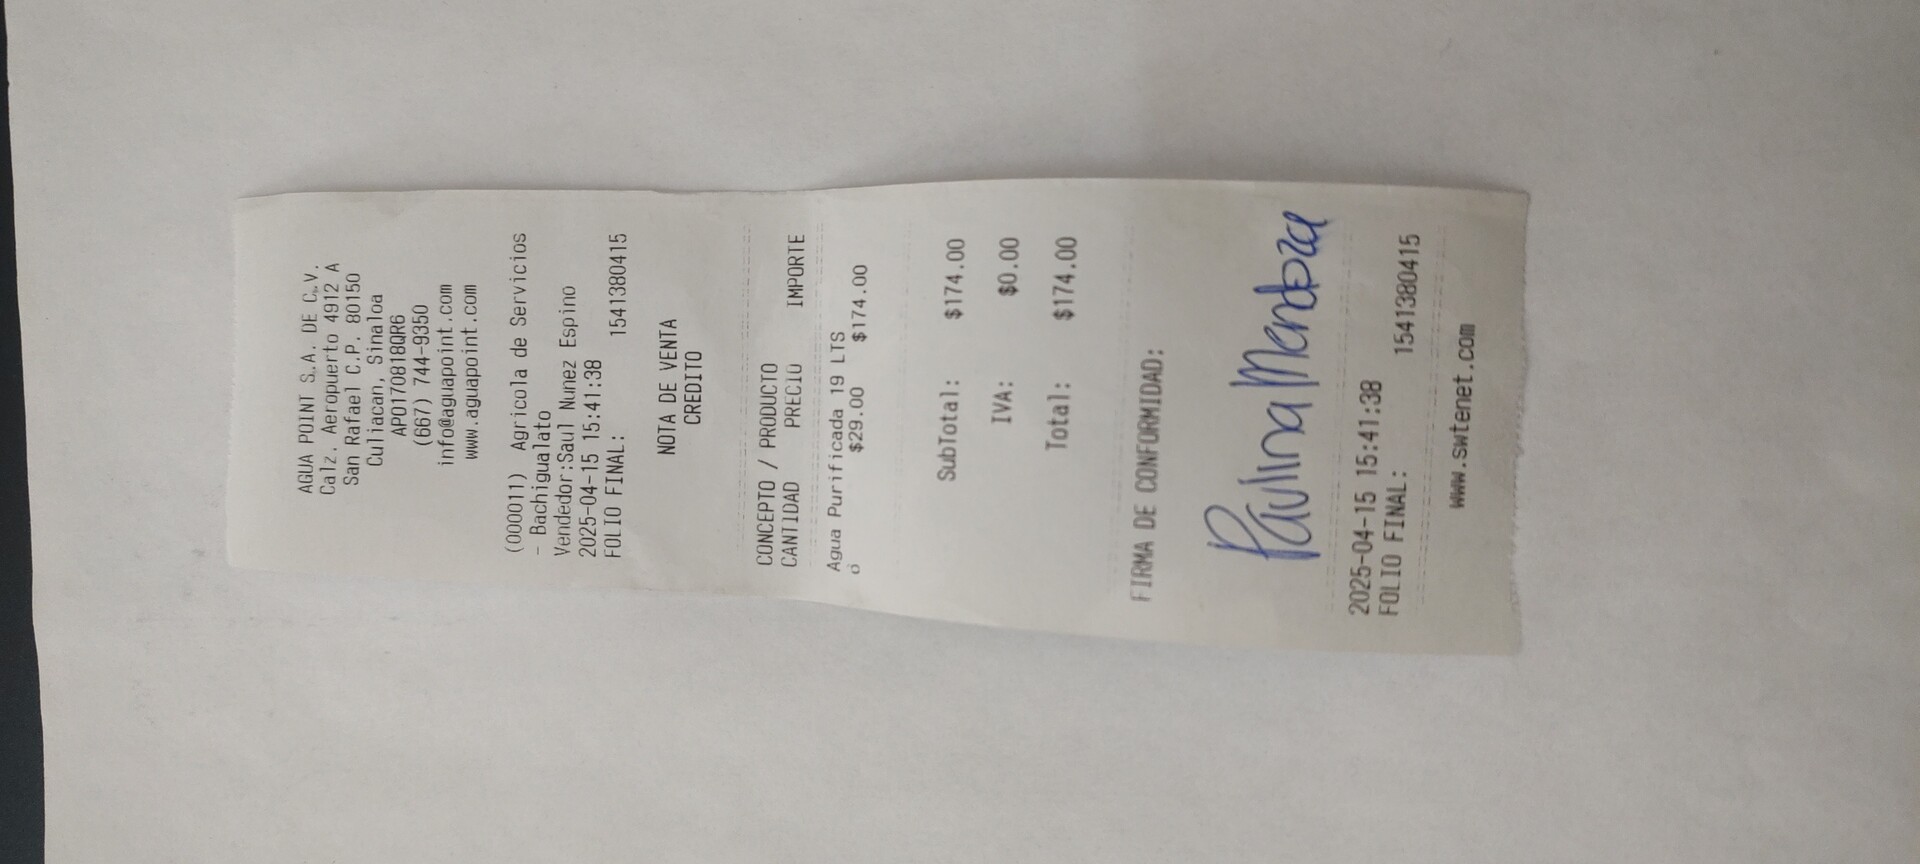 AGUA POINT S.A. DE C.V.
Calz. Aeropuerto 4912 A
San Rafael C.P. 80150
Culiacan, Sinaloa
APO170818QR6
(667) 744-9350
info@aguapoint.com
www.aguapoint.com
(000011) Agricola de Servicios
- Bachigualato
Vendedor:Saul Nunez Espino
2025-04-15 15:41:38
FOLIO FINAL: 1541380415
NOTA DE VENTA
CREDITO
CONCEPTO / PRODUCTO
CANTIDAD PRECIO IMPORTE
Agua Purificada 19 LTS
6 $29.00 $174.00
SubTotal: $174.00
IVA: $0.00
Total: $174.00
FIRMA DE CONFORMIDAD:
Paulina Mendoza
2025-04-15 15:41:38
FOLIO FINAL: 1541380415
www.swtenet.com